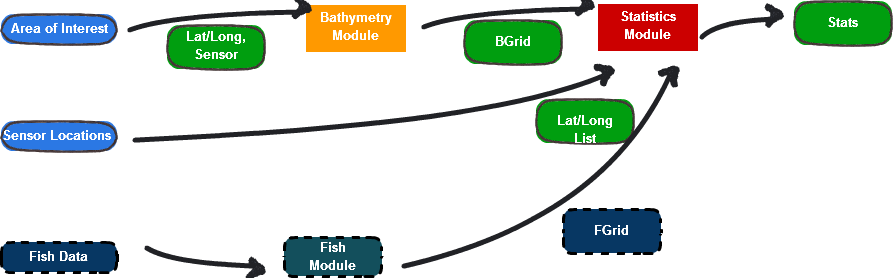 Area of Interest
Lat/Long,
Sensor
Bathymetry
Module
BGrid
Statistics
Module
Stats
Sensor Locations
Lat/Long
List
Fish Data
Fish
Module
FGrid